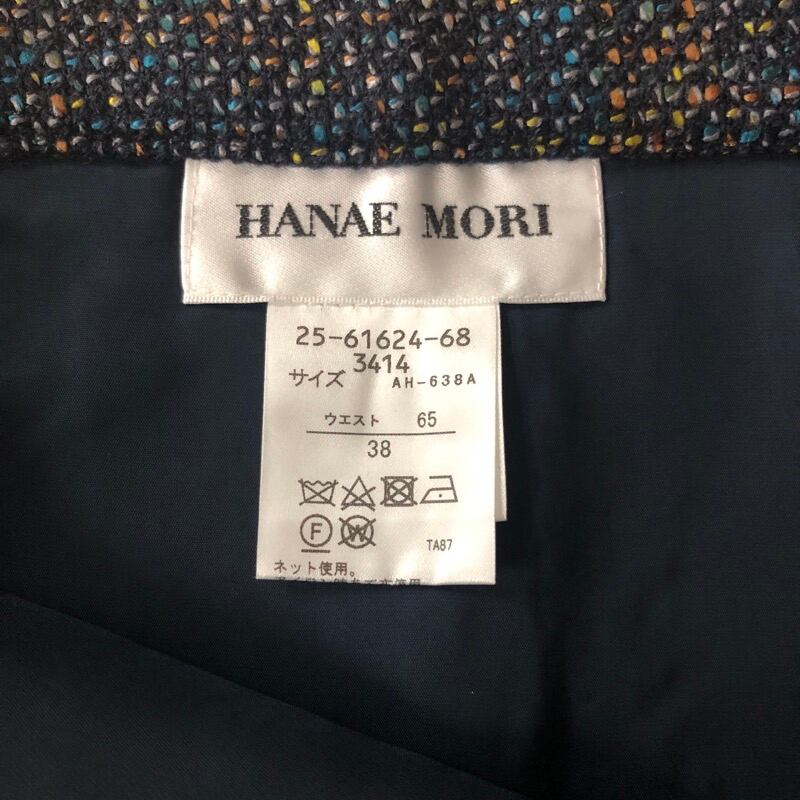 HANAE MORI
25-61624-68
3414
サイズ AH-638A
ウエスト 65
38
F W
TA87
ネット使用。